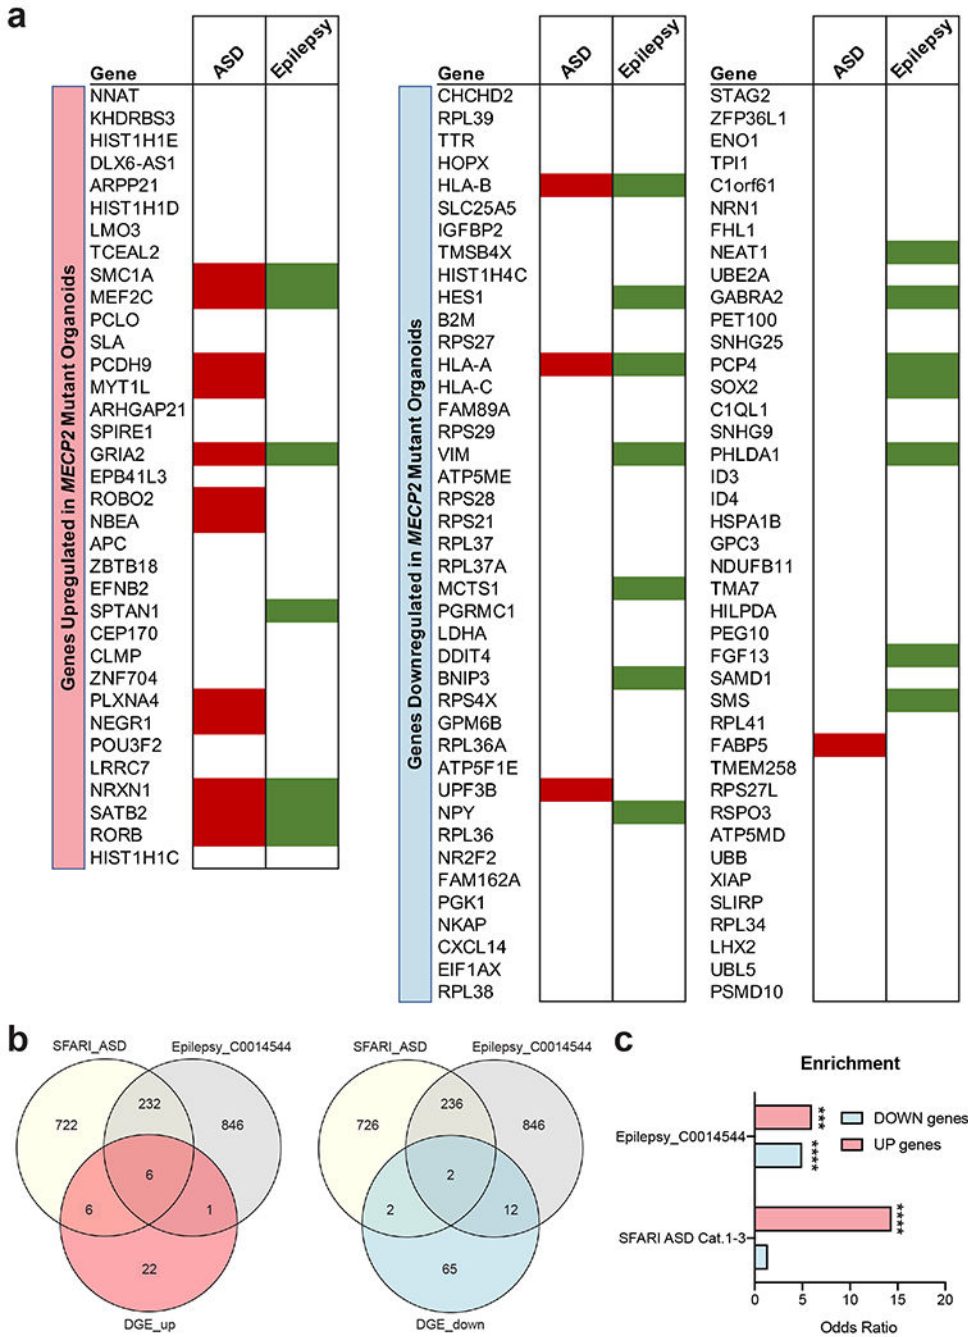 a
Gene ASD Epilepsy
Genes Upregulated in MECP2 Mutant Organoids
NNAT
KHDRBS3
HIST1H1E
DLX6-AS1
ARPP21
HIST1H1D
LMO3
TCEAL2
SMC1A
MEF2C
PCLO
SLA
PCDH9
MYT1L
ARHGAP21
SPIRE1
GRIA2
EPB41L3
ROBO2
NBEA
APC
ZBTB18
EFNB2
SPTAN1
CEP170
CLMP
ZNF704
PLXNA4
NEGR1
POU3F2
LRRC7
NRXN1
SATB2
RORB
HIST1H1C
Gene ASD Epilepsy
Genes Downregulated in MECP2 Mutant Organoids
CHCHD2
RPL39
TTR
HOPX
HLA-B
SLC25A5
IGFBP2
TMSB4X
HIST1H4C
HES1
B2M
RPS27
HLA-A
HLA-C
FAM89A
RPS29
VIM
ATP5ME
RPS28
RPS21
RPL37
RPL37A
MCTS1
PGRMC1
LDHA
DDIT4
BNIP3
RPS4X
GPM6B
RPL36A
ATP5F1E
UPF3B
NPY
RPL36
NR2F2
FAM162A
PGK1
NKAP
CXCL14
EIF1AX
RPL38
Gene ASD Epilepsy
STAG2
ZFP36L1
ENO1
TPI1
C1orf61
NRN1
FHL1
NEAT1
UBE2A
GABRA2
PET100
SNHG25
PCP4
SOX2
C1QL1
SNHG9
PHLDA1
ID3
ID4
HSPA1B
GPC3
NDUFB11
TMA7
HILPDA
PEG10
FGF13
SAMD1
SMS
RPL41
FABP5
TMEM258
RPS27L
RSPO3
ATP5MD
UBB
XIAP
SLIRP
RPL34
LHX2
UBL5
PSMD10
b
SFARI_ASD Epilepsy_C0014544
232
722 846
6
6 1
22
DGE_up
SFARI_ASD Epilepsy_C0014544
236
726 846
2
2 12
65
DGE_down
c
Enrichment
Epilepsy_C0014544
***
****
DOWN genes
UP genes
SFARI ASD Cat.1-3
****
0 5 10 15 20
Odds Ratio